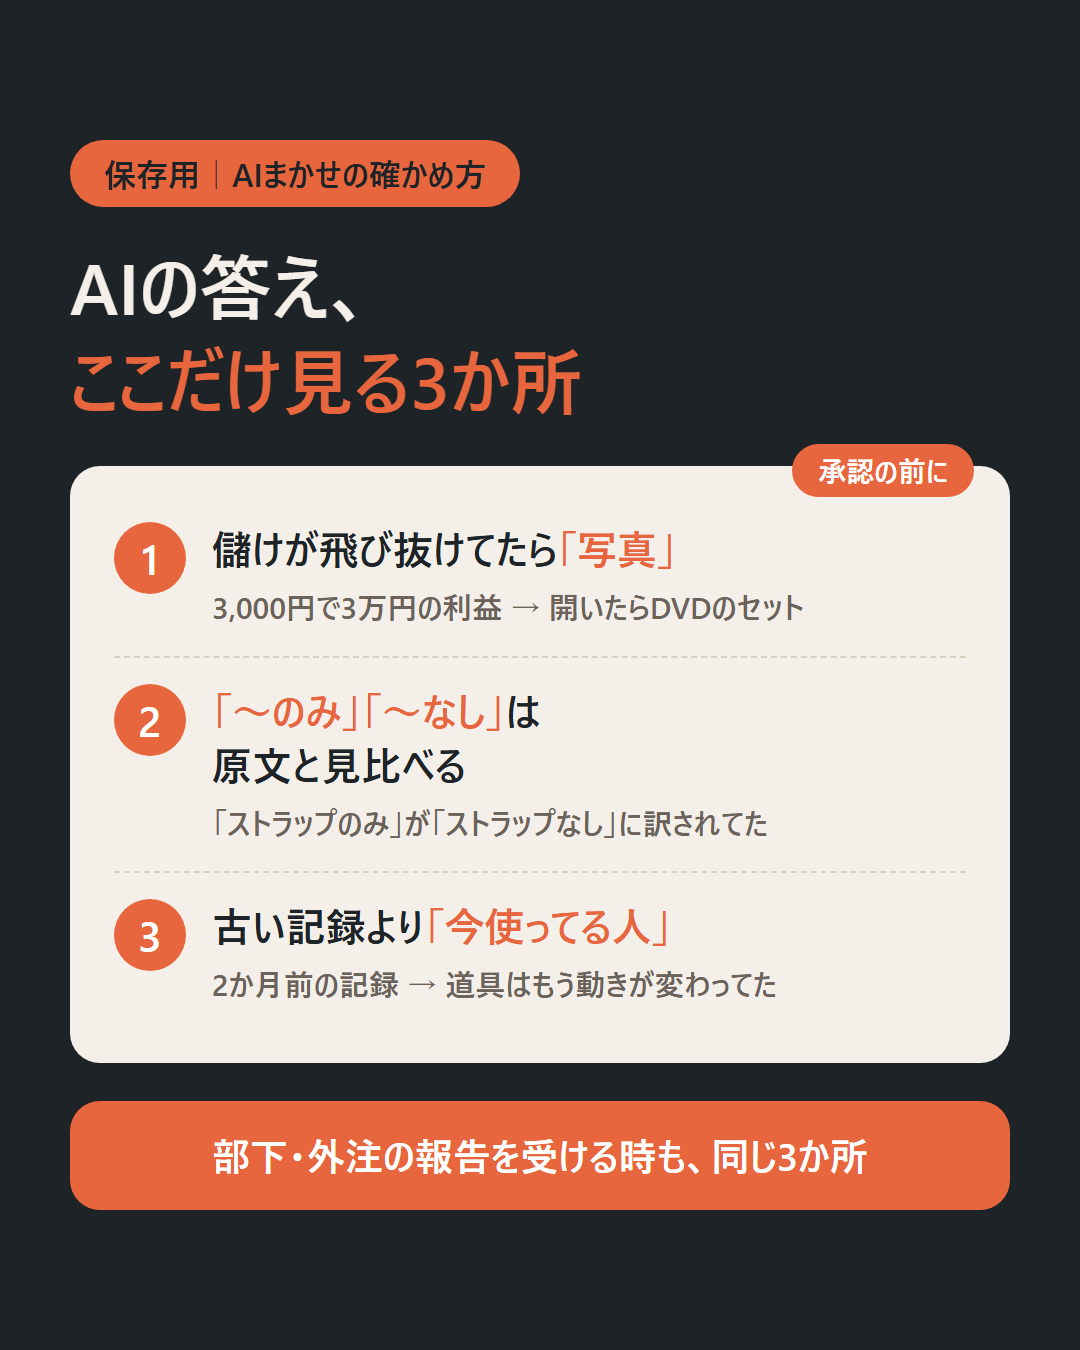 保存用｜AIまかせの確かめ方
AIの答え、
ここだけ見る3か所
承認の前に
1
儲けが飛び抜けてたら「写真」
3,000円で3万円の利益 → 開いたらDVDのセット
2
「〜のみ」「〜なし」は
原文と見比べる
「ストラップのみ」が「ストラップなし」に訳されてた
3
古い記録より「今使ってる人」
2か月前の記録 → 道具はもう動きが変わってた
部下・外注の報告を受ける時も、同じ3か所